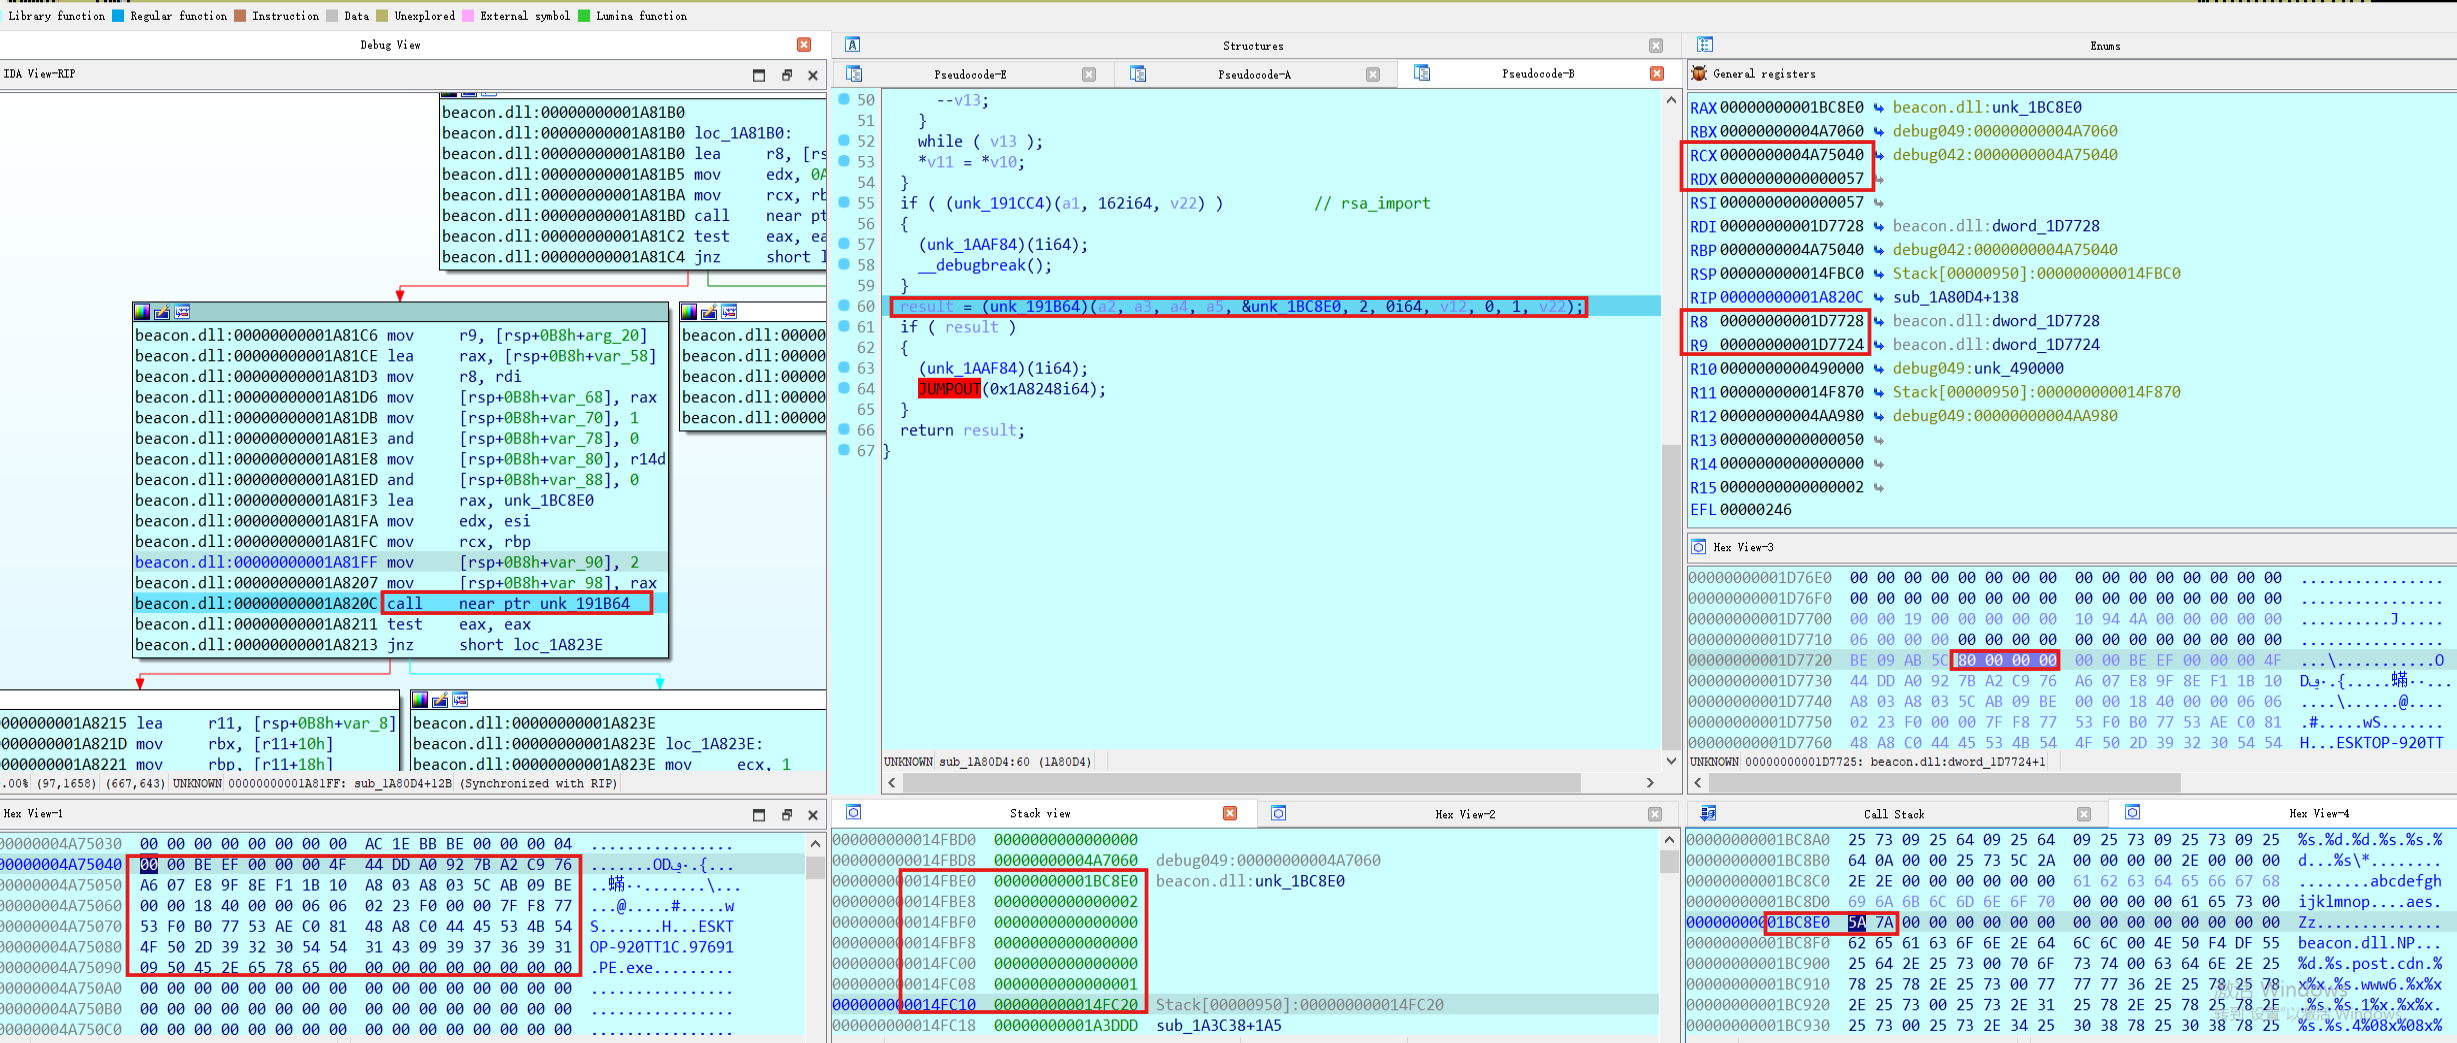 Library function Regular function Instruction Data Unexplored External symbol Lumina function
Debug View
IDA View-RIP
beacon.dll:00000000001A81B0
beacon.dll:00000000001A81B0 loc_1A81B0:
beacon.dll:00000000001A81B0 lea r8, [rs
beacon.dll:00000000001A81B5 mov edx, 0A
beacon.dll:00000000001A81BA mov rcx, rb
beacon.dll:00000000001A81BD call near pt
beacon.dll:00000000001A81C2 test eax, ea
beacon.dll:00000000001A81C4 jnz short l
beacon.dll:00000000001A81C6 mov r9, [rsp+0B8h+arg_20]
beacon.dll:00000000001A81CE lea rax, [rsp+0B8h+var_58]
beacon.dll:00000000001A81D3 mov r8, rdi
beacon.dll:00000000001A81D6 mov [rsp+0B8h+var_68], rax
beacon.dll:00000000001A81DB mov [rsp+0B8h+var_70], 1
beacon.dll:00000000001A81E3 and [rsp+0B8h+var_78], 0
beacon.dll:00000000001A81E8 mov [rsp+0B8h+var_80], r14d
beacon.dll:00000000001A81ED and [rsp+0B8h+var_88], 0
beacon.dll:00000000001A81F3 lea rax, unk_1BC8E0
beacon.dll:00000000001A81FA mov edx, esi
beacon.dll:00000000001A81FC mov rcx, rbp
beacon.dll:00000000001A81FF mov [rsp+0B8h+var_90], 2
beacon.dll:00000000001A8207 mov [rsp+0B8h+var_98], rax
beacon.dll:00000000001A820C call near ptr unk_191B64
beacon.dll:00000000001A8211 test eax, eax
beacon.dll:00000000001A8213 jnz short loc_1A823E
beacon.dll:00000
beacon.dll:00000
beacon.dll:00000
beacon.dll:00000
beacon.dll:00000
0000000001A8215 lea r11, [rsp+0B8h+var_8]
0000000001A821D mov rbx, [r11+10h]
0000000001A8221 mov rbp, [r11+18h]
beacon.dll:00000000001A823E
beacon.dll:00000000001A823E loc_1A823E:
beacon.dll:00000000001A823E mov ecx, 1
.00% (97,1658) (667,643) UNKNOWN 00000000001A81FF: sub_1A80D4+12B (Synchronized with RIP)
Structures
Pseudocode-E Pseudocode-A Pseudocode-B
50 --v13;
51 }
52 while ( v13 );
53 *v11 = *v10;
54 }
55 if ( (unk_191CC4)(a1, 162i64, v22) ) // rsa_import
56 {
57 (unk_1AAF84)(1i64);
58 __debugbreak();
59 }
60 result = (unk_191B64)(a2, a3, a4, a5, &unk_1BC8E0, 2, 0i64, v12, 0, 1, v22);
61 if ( result )
62 {
63 (unk_1AAF84)(1i64);
64 JUMPOUT(0x1A8248i64);
65 }
66 return result;
67 }
UNKNOWN sub_1A80D4:60 (1A80D4)
Enums
General registers
RAX 00000000001BC8E0 beacon.dll:unk_1BC8E0
RBX 00000000004A7060 debug049:00000000004A7060
RCX 0000000004A75040 debug042:0000000004A75040
RDX 0000000000000057
RSI 0000000000000057
RDI 00000000001D7728 beacon.dll:dword_1D7728
RBP 0000000004A75040 debug042:0000000004A75040
RSP 000000000014FBC0 Stack[00000950]:000000000014FBC0
RIP 00000000001A820C sub_1A80D4+138
R8 00000000001D7728 beacon.dll:dword_1D7728
R9 00000000001D7724 beacon.dll:dword_1D7724
R10 0000000000490000 debug049:unk_490000
R11 000000000014F870 Stack[00000950]:000000000014F870
R12 00000000004AA980 debug049:00000000004AA980
R13 0000000000000050
R14 0000000000000000
R15 0000000000000002
EFL 00000246
Hex View-3
00000000001D76E0 00 00 00 00 00 00 00 00 00 00 00 00 00 00 00 00 ................
00000000001D76F0 00 00 00 00 00 00 00 00 00 00 00 00 00 00 00 00 ................
00000000001D7700 00 00 19 00 00 00 00 00 10 94 4A 00 00 00 00 00 ..........J.....
00000000001D7710 06 00 00 00 00 00 00 00 00 00 00 00 00 00 00 00 ................
00000000001D7720 BE 09 AB 5C 80 00 00 00 00 00 BE EF 00 00 00 4F ...\...........O
00000000001D7730 44 DD A0 92 7B A2 C9 76 A6 07 E8 9F 8E F1 1B 10
00000000001D7740 A8 03 A8 03 5C AB 09 BE 00 00 18 40 00 00 06 06 ....\......@....
00000000001D7750 02 23 F0 00 00 7F F8 77 53 F0 B0 77 53 AE C0 81 .#.....wS.......
00000000001D7760 48 A8 C0 44 45 53 4B 54 4F 50 2D 39 32 30 54 54 H...ESKTOP-920TT
UNKNOWN 00000000001D7725: beacon.dll:dword_1D7724+1
Hex View-1
00000004A75030 00 00 00 00 00 00 00 00 AC 1E BB BE 00 00 00 04 ................
00000004A75040 00 00 BE EF 00 00 00 4F 44 DD A0 92 7B A2 C9 76
00000004A75050 A6 07 E8 9F 8E F1 1B 10 A8 03 A8 03 5C AB 09 BE
00000004A75060 00 00 18 40 00 00 06 06 02 23 F0 00 00 7F F8 77 ...@.....#.....w
00000004A75070 53 F0 B0 77 53 AE C0 81 48 A8 C0 44 45 53 4B 54 S.......H...ESKT
00000004A75080 4F 50 2D 39 32 30 54 54 31 43 09 39 37 36 39 31 OP-920TT1C.97691
00000004A75090 09 50 45 2E 65 78 65 00 00 00 00 00 00 00 00 00 .PE.exe.........
00000004A750A0 00 00 00 00 00 00 00 00 00 00 00 00 00 00 00 00 ................
00000004A750B0 00 00 00 00 00 00 00 00 00 00 00 00 00 00 00 00 ................
00000004A750C0 00 00 00 00 00 00 00 00 00 00 00 00 00 00 00 00 ................
Stack view Hex View-2
000000000014FBD0 0000000000000000
000000000014FBD8 00000000004A7060 debug049:00000000004A7060
000000000014FBE0 00000000001BC8E0 beacon.dll:unk_1BC8E0
000000000014FBE8 0000000000000002
000000000014FBF0 0000000000000000
000000000014FBF8 0000000000000000
000000000014FC00 0000000000000000
000000000014FC08 0000000000000001
000000000014FC10 000000000014FC20 Stack[00000950]:000000000014FC20
000000000014FC18 00000000001A3DDD sub_1A3C38+1A5
Call Stack Hex View-4
00000000001BC8A0 25 73 09 25 64 09 25 64 09 25 73 09 25 73 09 25 %s.%d.%d.%s.%s.%
00000000001BC8B0 64 0A 00 00 25 73 5C 2A 00 00 00 00 2E 00 00 00 d...%s\*........
00000000001BC8C0 2E 2E 00 00 00 00 00 00 61 62 63 64 65 66 67 68 ........abcdefgh
00000000001BC8D0 69 6A 6B 6C 6D 6E 6F 70 00 00 00 00 61 65 73 00 ijklmnop....aes.
00000000001BC8E0 5A 7A 00 00 00 00 00 00 00 00 00 00 00 00 00 00 Zz..............
00000000001BC8F0 62 65 61 63 6F 6E 2E 64 6C 6C 00 4E 50 F4 DF 55 beacon.dll.NP...
00000000001BC900 25 64 2E 25 73 00 70 6F 73 74 00 63 64 6E 2E 25 %d.%s.post.cdn.%
00000000001BC910 78 25 78 2E 25 73 00 77 77 77 36 2E 25 78 25 78 x%x.%s.www6.%x%x
00000000001BC920 2E 25 73 00 25 73 2E 31 25 78 2E 25 78 25 78 2E .%s.%s.1%x.%x%x.
00000000001BC930 25 73 00 25 73 2E 34 25 30 38 78 25 30 38 78 25 %s.%s.4%08x%08x%
激活 Windows
转到"设置"以激活 Windows。